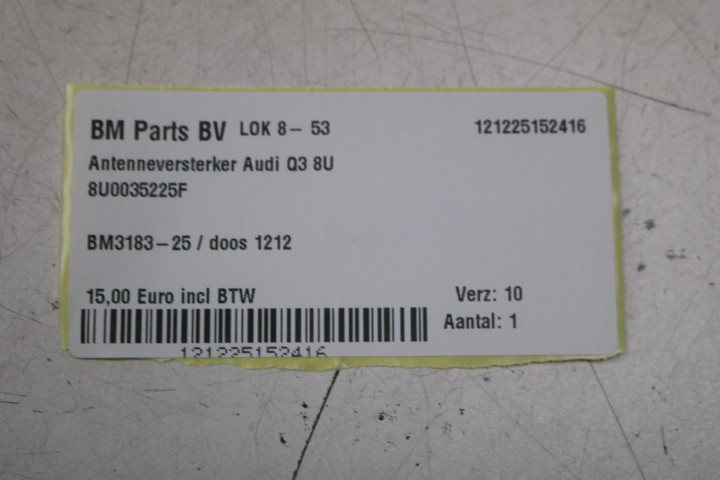 BM Parts BV LOK 8- 53 121225152416
Antenneversterker Audi Q3 8U
8U0035225F
BM3183-25 / doos 1212
15,00 Euro incl BTW Verz: 10
Aantal: 1
121225152416